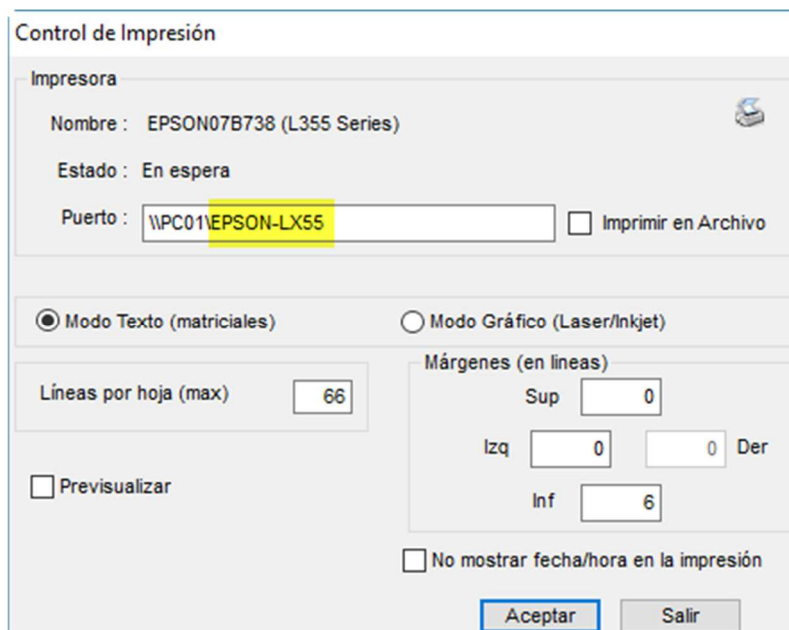 Control de Impresión
Impresora
Nombre : EPSON07B738 (L355 Series)
Estado : En espera
Puerto : \\PC01\EPSON-LX55 Imprimir en Archivo
Modo Texto (matriciales) Modo Gráfico (Laser/Inkjet)
Márgenes (en lineas)
Líneas por hoja (max) 66 Sup 0
Izq 0 0 Der
Previsualizar
Inf 6
No mostrar fecha/hora en la impresión
Aceptar Salir